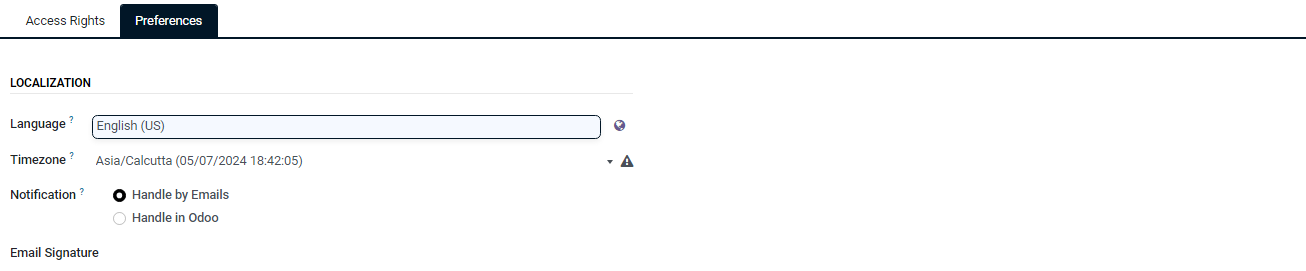 Access Rights Preferences
LOCALIZATION
Language ? English (US)
Timezone ? Asia/Calcutta (05/07/2024 18:42:05)
Notification ? Handle by Emails
Handle in Odoo
Email Signature